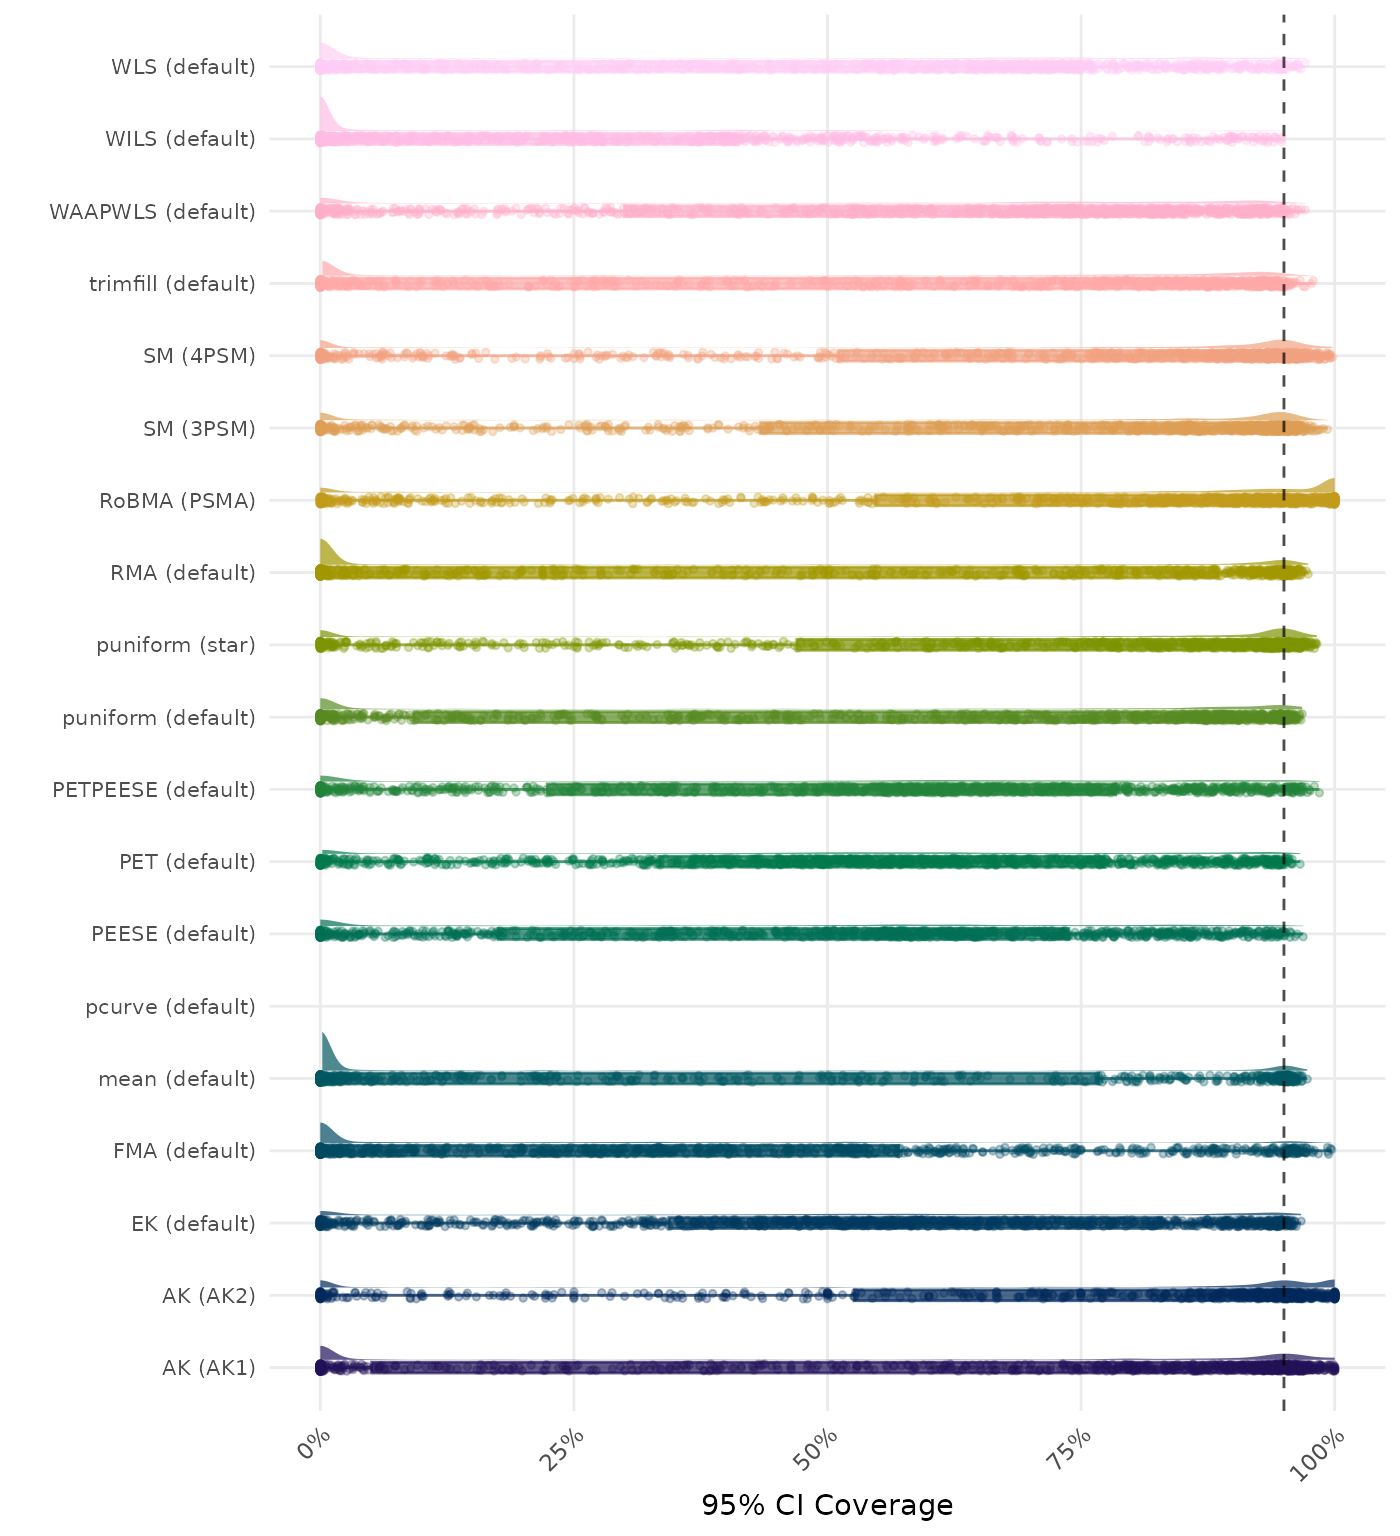 WLS (default)
WILS (default)
WAAPWLS (default)
trimfill (default)
SM (4PSM)
SM (3PSM)
RoBMA (PSMA)
RMA (default)
puniform (star)
puniform (default)
PETPEESE (default)
PET (default)
PEESE (default)
pcurve (default)
mean (default)
FMA (default)
EK (default)
AK (AK2)
AK (AK1)
0% 25% 50% 75% 100%
95% CI Coverage